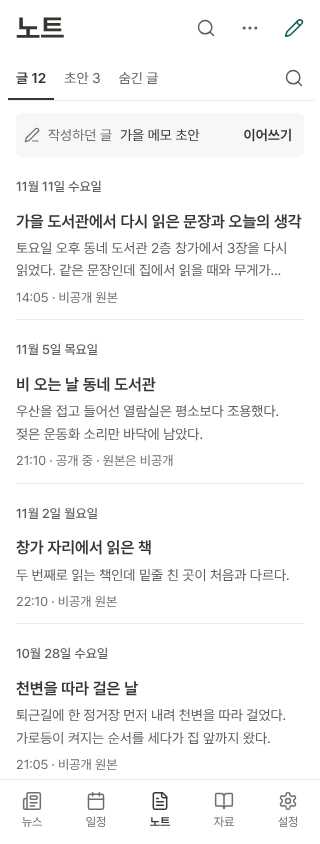 노트
글 12 초안 3 숨긴 글
작성하던 글 가을 메모 초안 이어쓰기
11월 11일 수요일
가을 도서관에서 다시 읽은 문장과 오늘의 생각
토요일 오후 동네 도서관 2층 창가에서 3장을 다시
읽었다. 같은 문장인데 집에서 읽을 때와 무게가...
14:05 · 비공개 원본
11월 5일 목요일
비 오는 날 동네 도서관
우산을 접고 들어선 열람실은 평소보다 조용했다.
젖은 운동화 소리만 바닥에 남았다.
21:10 · 공개 중 · 원본은 비공개
11월 2일 월요일
창가 자리에서 읽은 책
두 번째로 읽는 책인데 밑줄 친 곳이 처음과 다르다.
22:10 · 비공개 원본
10월 28일 수요일
천변을 따라 걸은 날
퇴근길에 한 정거장 먼저 내려 천변을 따라 걸었다.
가로등이 켜지는 순서를 세다가 집 앞까지 왔다.
21:05 · 비공개 원본
뉴스 일정 노트 자료 설정